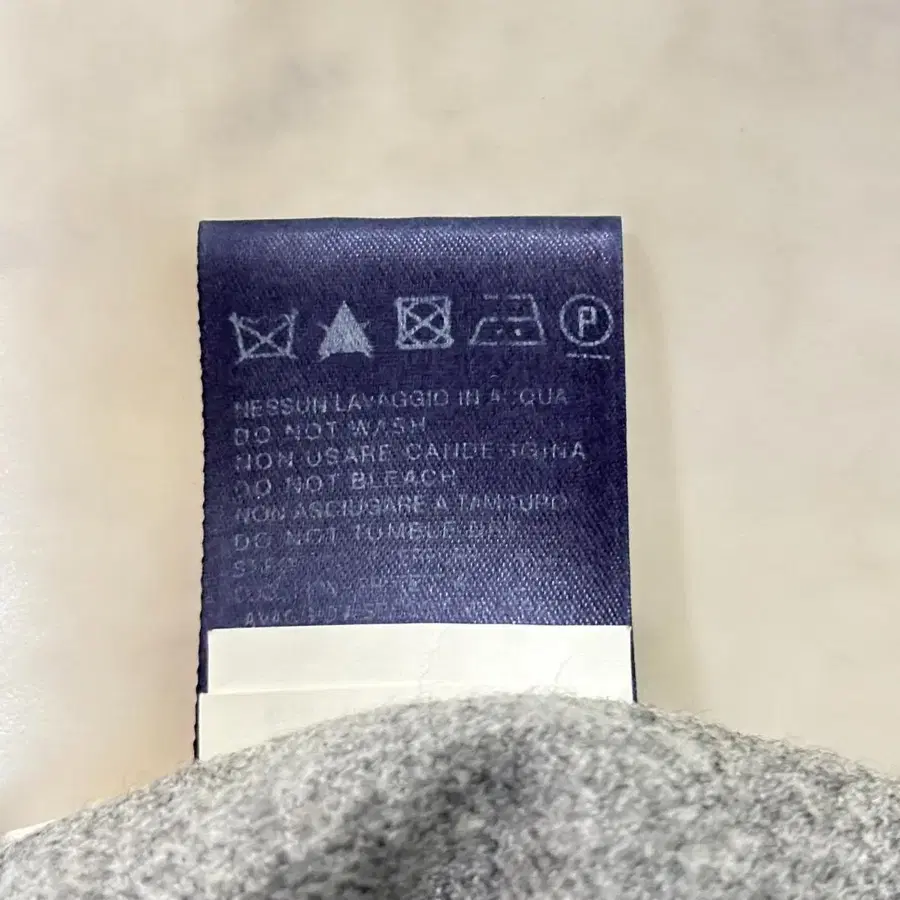 P
NESSUN LAVAGGIO IN ACQUA
DO NOT WASH
NON USARE CANDEGGINA
DO NOT BLEACH
NON ASCIUGARE A TAMBURO
DO NOT TUMBLE DRY